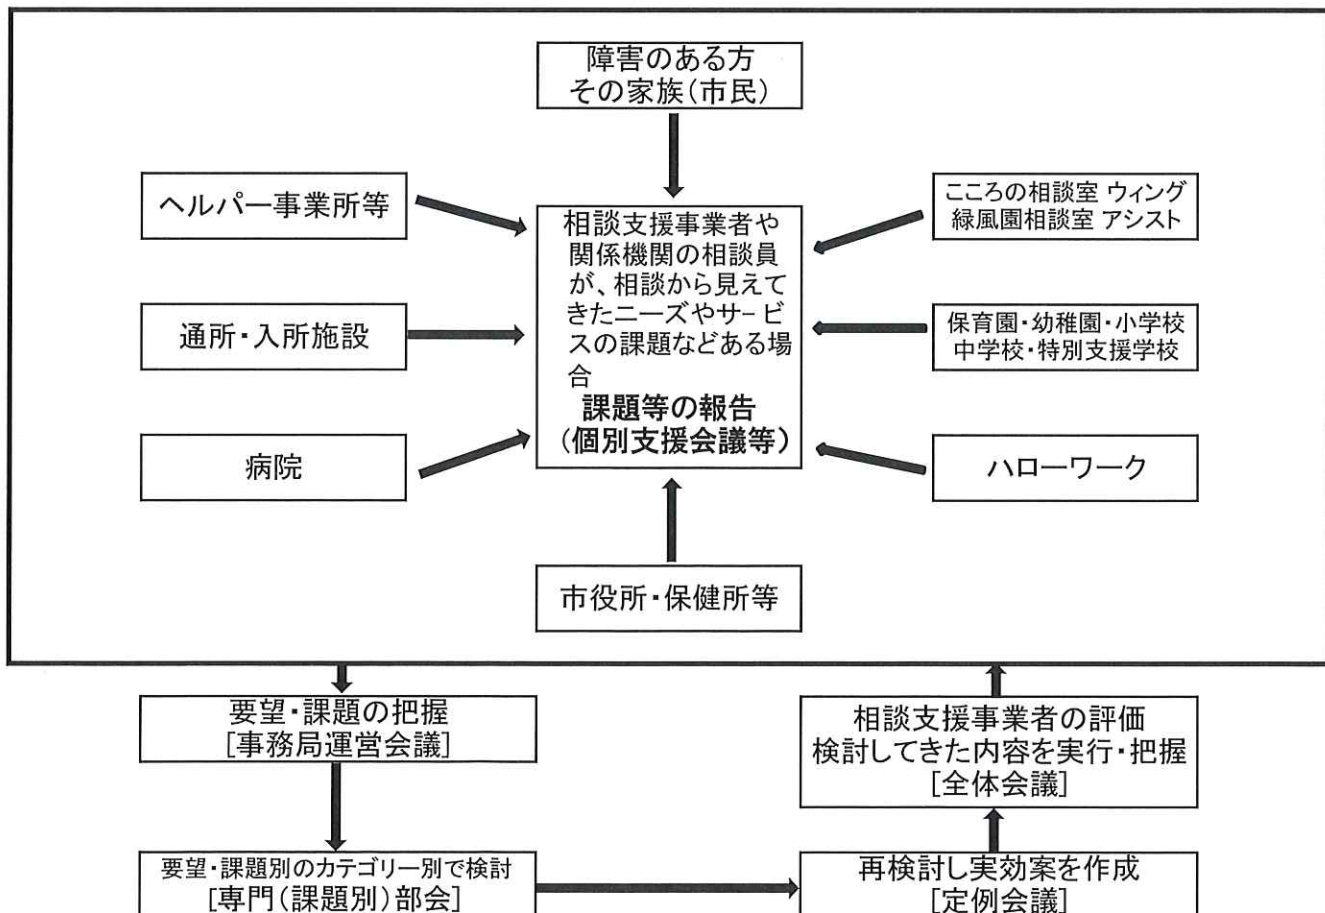 障害のある方
その家族(市民)
ヘルパー事業所等
こころの相談室 ウィング
緑風園相談室 アシスト
相談支援事業者や
関係機関の相談員
が、相談から見えて
きたニーズやサービ
スの課題などある場
合
課題等の報告
(個別支援会議等)
通所・入所施設
保育園・幼稚園・小学校
中学校・特別支援学校
病院
ハローワーク
市役所・保健所等
要望・課題の把握
[事務局運営会議]
相談支援事業者の評価
検討してきた内容を実行・把握
[全体会議]
要望・課題別のカテゴリー別で検討
[専門(課題別)部会]
再検討し実効案を作成
[定例会議]